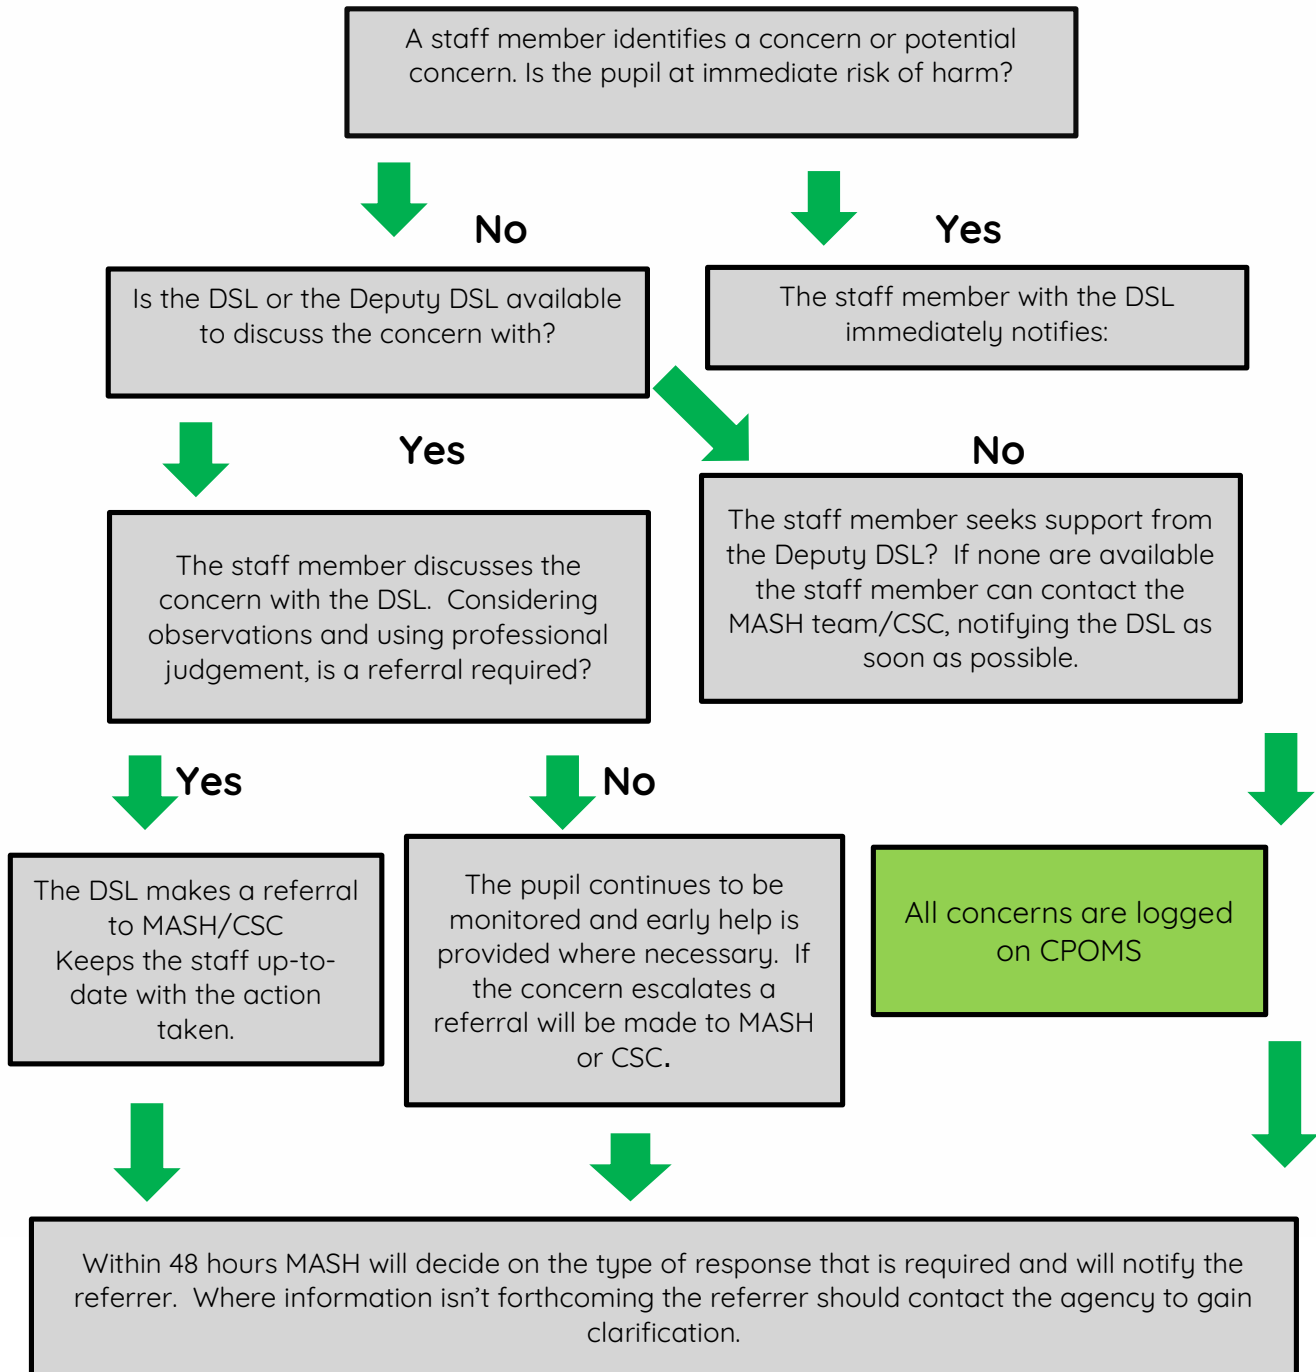 A staff member identifies a concern or potential
concern. Is the pupil at immediate risk of harm?
No
Yes
Is the DSL or the Deputy DSL available
to discuss the concern with?
The staff member with the DSL
immediately notifies:
Yes
No
The staff member discusses the
concern with the DSL.  Considering
observations and using professional
judgement, is a referral required?
The staff member seeks support from
the Deputy DSL?  If none are available
the staff member can contact the
MASH team/CSC, notifying the DSL as
soon as possible.
Yes
No
The DSL makes a referral
to MASH/CSC
Keeps the staff up-to-
date with the action
taken.
The pupil continues to be
monitored and early help is
provided where necessary.  If
the concern escalates a
referral will be made to MASH
or CSC.
All concerns are logged
on CPOMS
Within 48 hours MASH will decide on the type of response that is required and will notify the
referrer.  Where information isn’t forthcoming the referrer should contact the agency to gain
clarification.